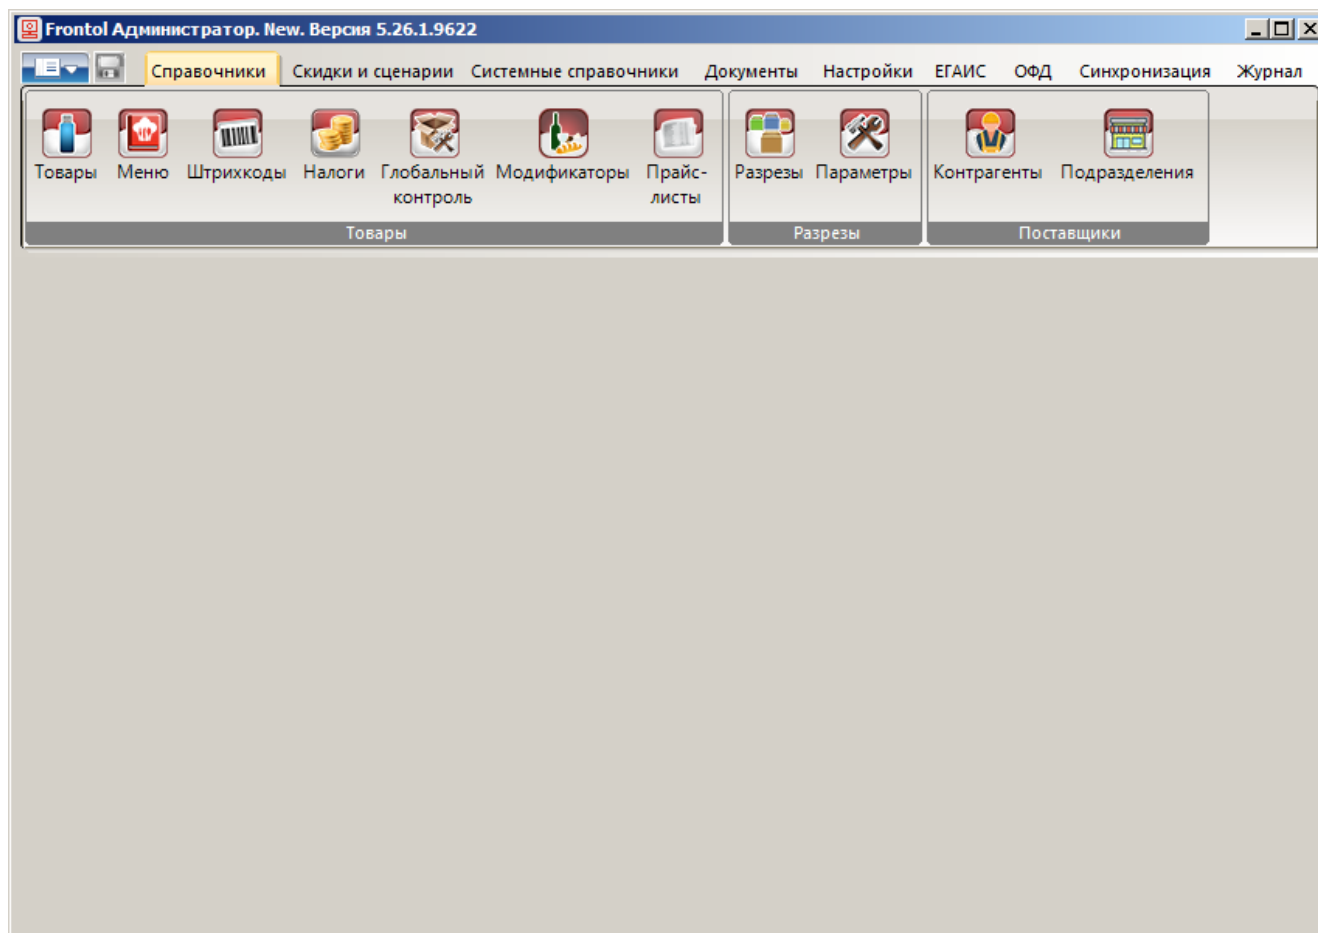 Frontol Администратор. New. Версия 5.26.1.9622
Справочники Скидки и сценарии Системные справочники Документы Настройки ЕГАИС ОФД Синхронизация Журнал
Товары Меню Штрихкоды Налоги Глобальный контроль Модификаторы Прайс-листы
Товары
Разрезы Параметры
Разрезы
Контрагенты Подразделения
Поставщики